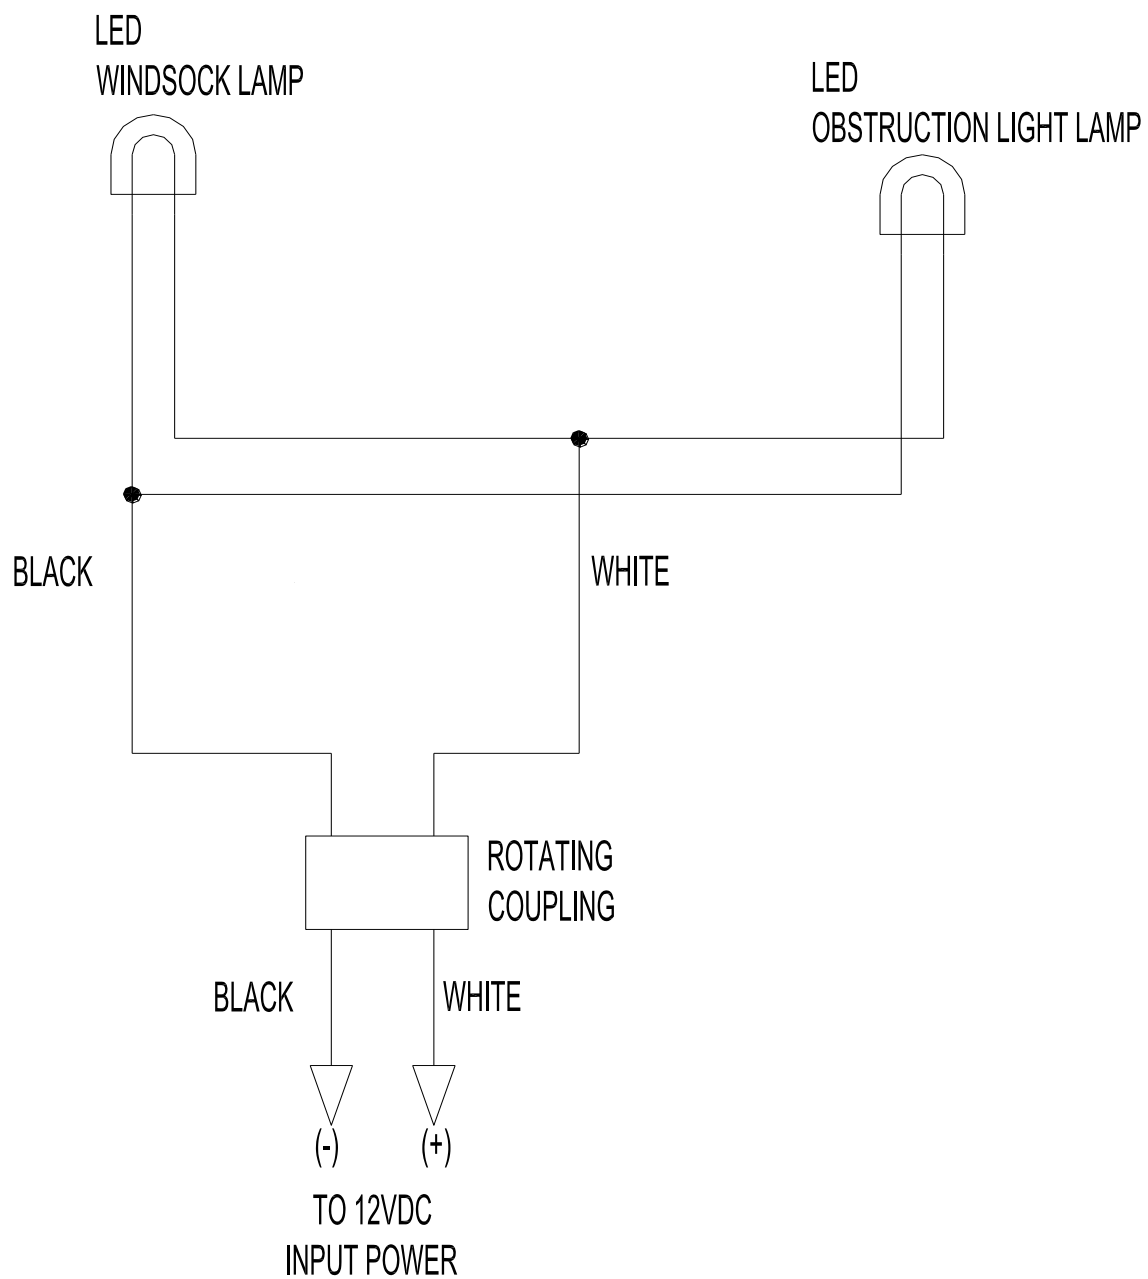 LED
WINDSOCK LAMP
LED
OBSTRUCTION LIGHT LAMP
BLACK
WHITE
ROTATING
COUPLING
BLACK
WHITE
(-)
(+)
TO 12VDC
INPUT POWER